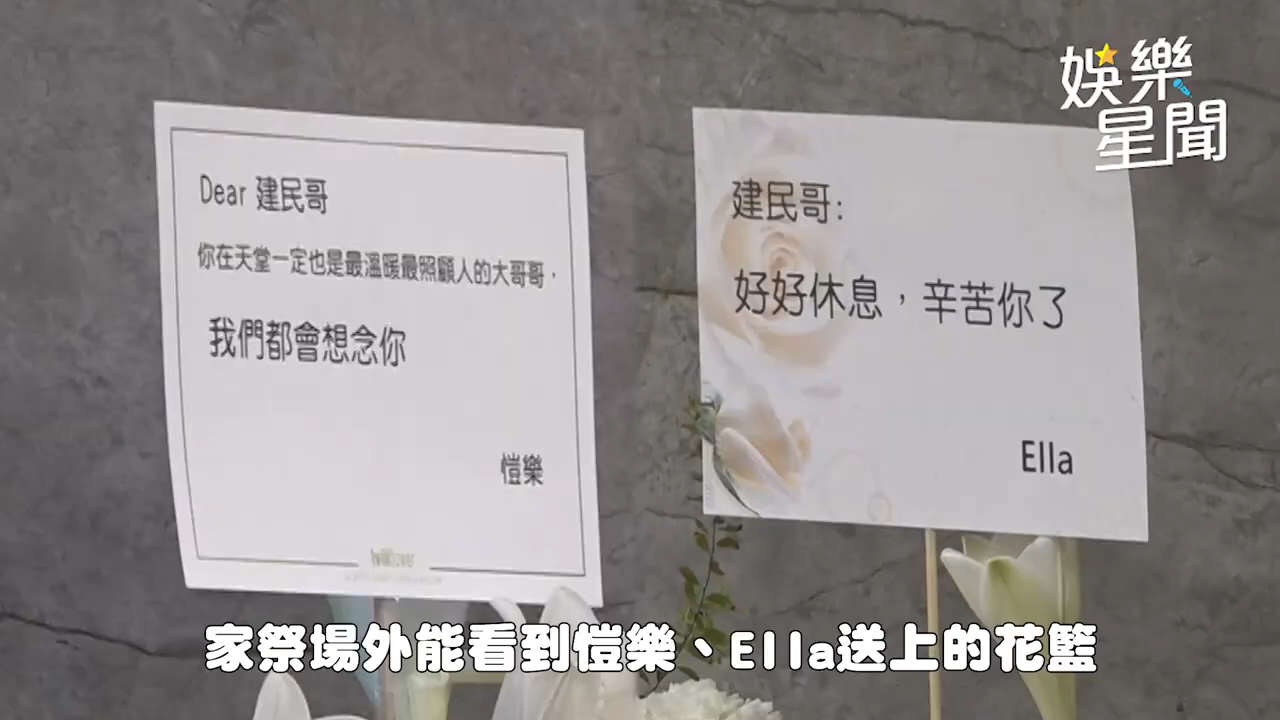 娛樂
星聞
Dear 建民哥
你在天堂一定也是最溫暖最照顧人的大哥哥，
我們都會想念你
愷樂
建民哥:
好好休息，辛苦你了
Ella
家祭場外能看到愷樂、Ella送上的花籃